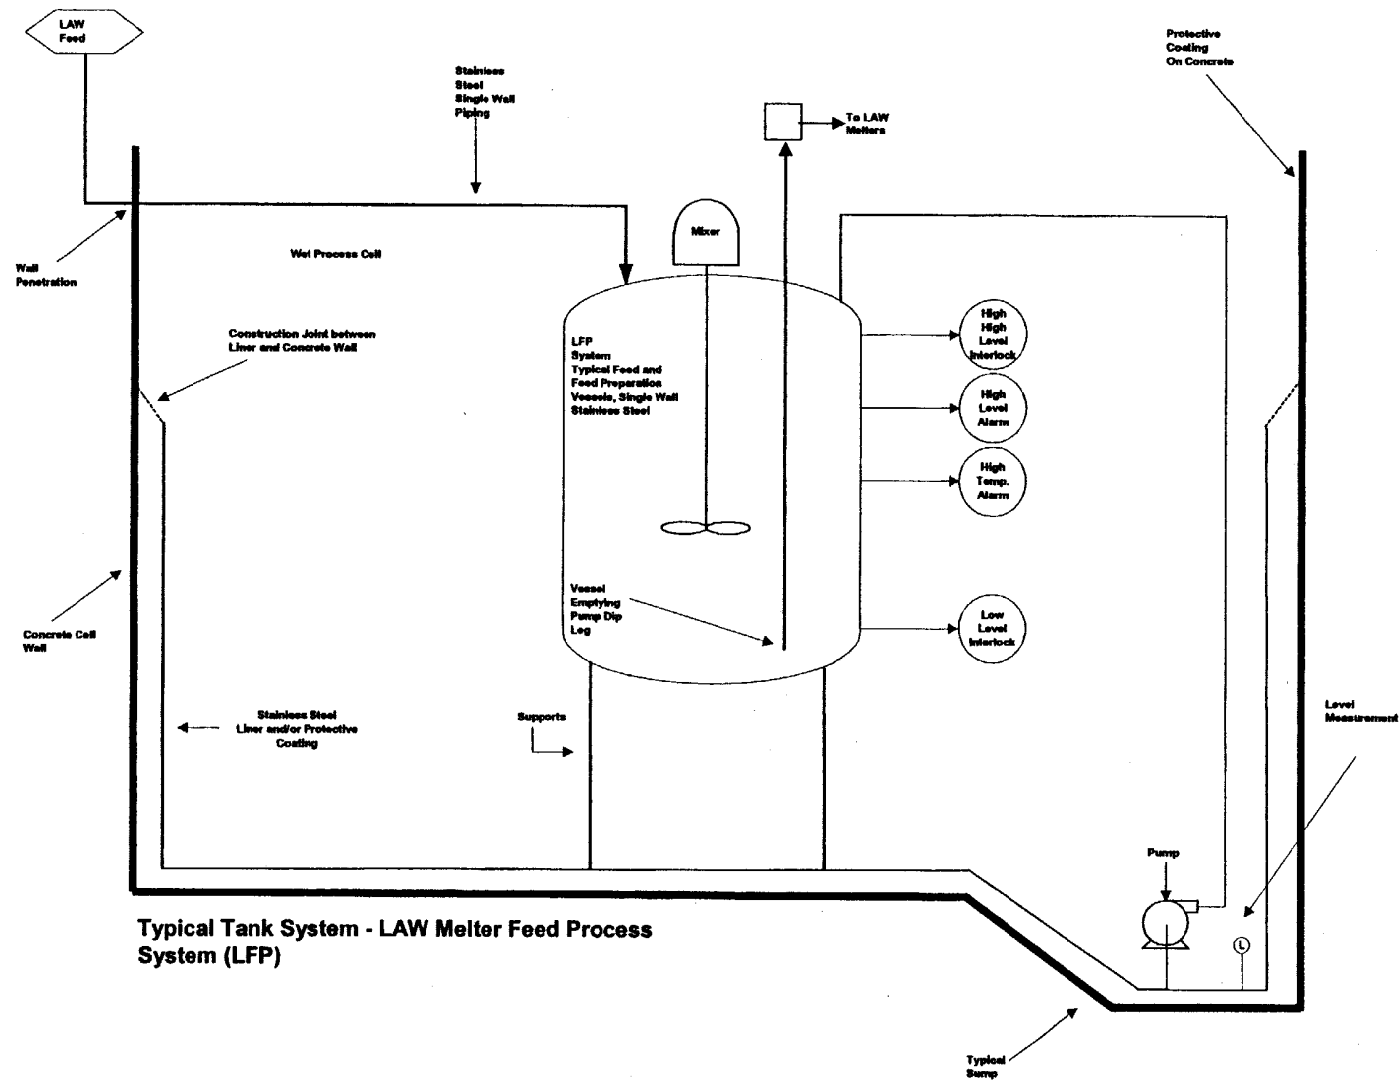 LAW
Feed
Protective
Coating
On Concrete
Stainless
Steel
Single Wall
Piping
To LAW
Melters
Mixer
Wet Process Cell
Wall
Penetration
Construction Joint between
Liner and Concrete Wall
LFP
System
Typical Feed and
Feed Preparation
Vessels, Single Wall
Stainless Steel
High
High
Level
Interlock
High
Level
Alarm
High
Temp.
Alarm
Vessel
Emptying
Pump Dip
Leg
Low
Level
Interlock
Concrete Cell
Wall
Stainless Steel
Liner and/or Protective
Coating
Supports
Level
Measurement
Pump
L
Typical Tank System - LAW Melter Feed Process
System (LFP)
Typical
Sump